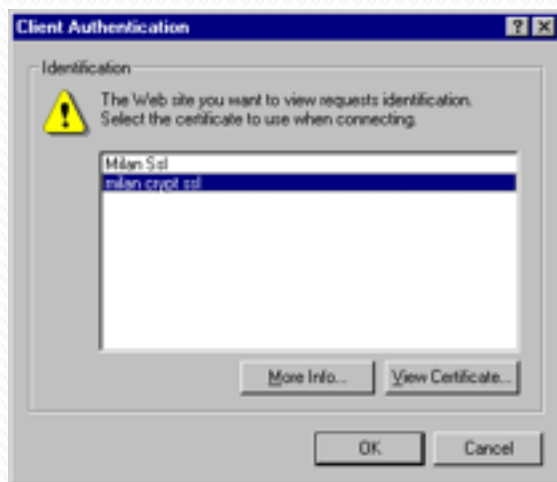 Client Authentication
Identification
The Web site you want to view requests identification.
Select the certificate to use when connecting.
Milan Ssl
milan crypt ssl
More Info...
View Certificate...
OK
Cancel